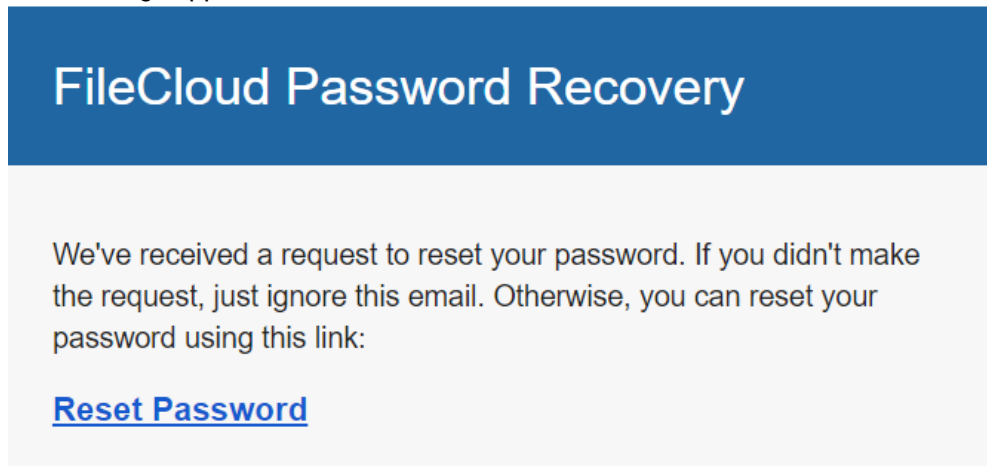 FileCloud Password Recovery
We've received a request to reset your password. If you didn't make
the request, just ignore this email. Otherwise, you can reset your
password using this link:
Reset Password